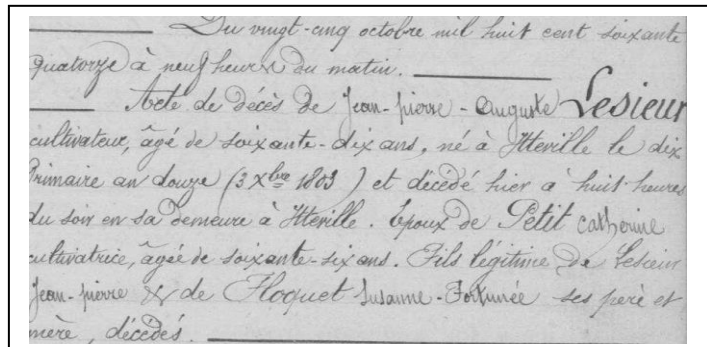 Du vingt-cinq octobre mil huit cent soixante
quatorze à neuf heures du matin.
Acte de décès de Jean-pierre-Auguste Lesieur
cultivateur, âgé de soixante-dix ans, né à Itteville le dix
frimaire an douze (3 Xbre 1803) et décédé hier à huit heures
du soir en sa demeure à Itteville. Epoux de Petit Catherine
cultivatrice, âgée de soixante-six ans. Fils légitime de Lesieur
Jean-pierre & de Floquet Susanne-Fortunée ses père et
mère, décédés.